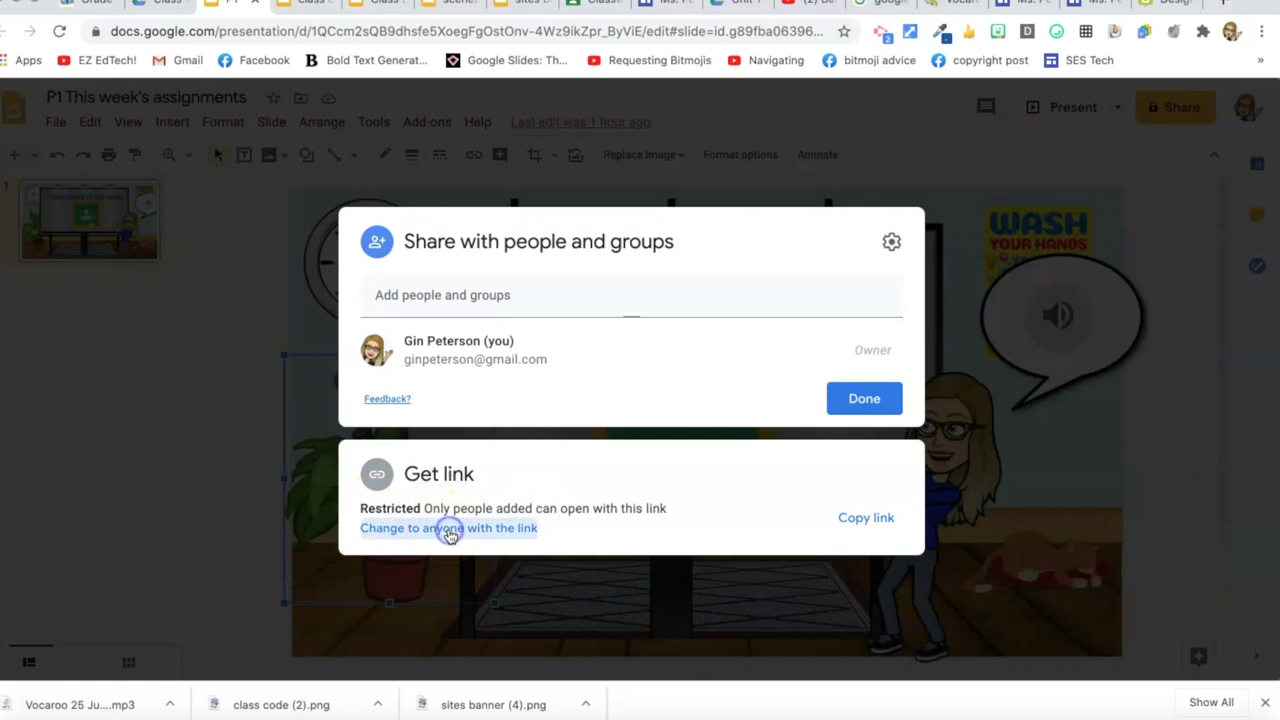 docs.google.com/presentation/d/1QCcm2sQB9dhsfe5XoegFgOstOnv-4Wz9ikZpr_ByViE/edit#slide=id.g89fba06396...
Apps EZ EdTech! Gmail Facebook Bold Text Generat... Google Slides: Th... Requesting Bitmojis Navigating bitmoji advice copyright post SES Tech »
P1 This week's assignments
File Edit View Insert Format Slide Arrange Tools Add-ons Help Last edit was 1 hour ago
Present Share
Replace image Format options Animate
1
WASH
YOUR HANDS
Share with people and groups
Add people and groups
Gin Peterson (you)
ginpeterson@gmail.com
Owner
Feedback?
Done
Get link
Restricted Only people added can open with this link
Change to anyone with the link
Copy link
Vocaroo 25 Ju....mp3 class code (2).png sites banner (4).png Show All